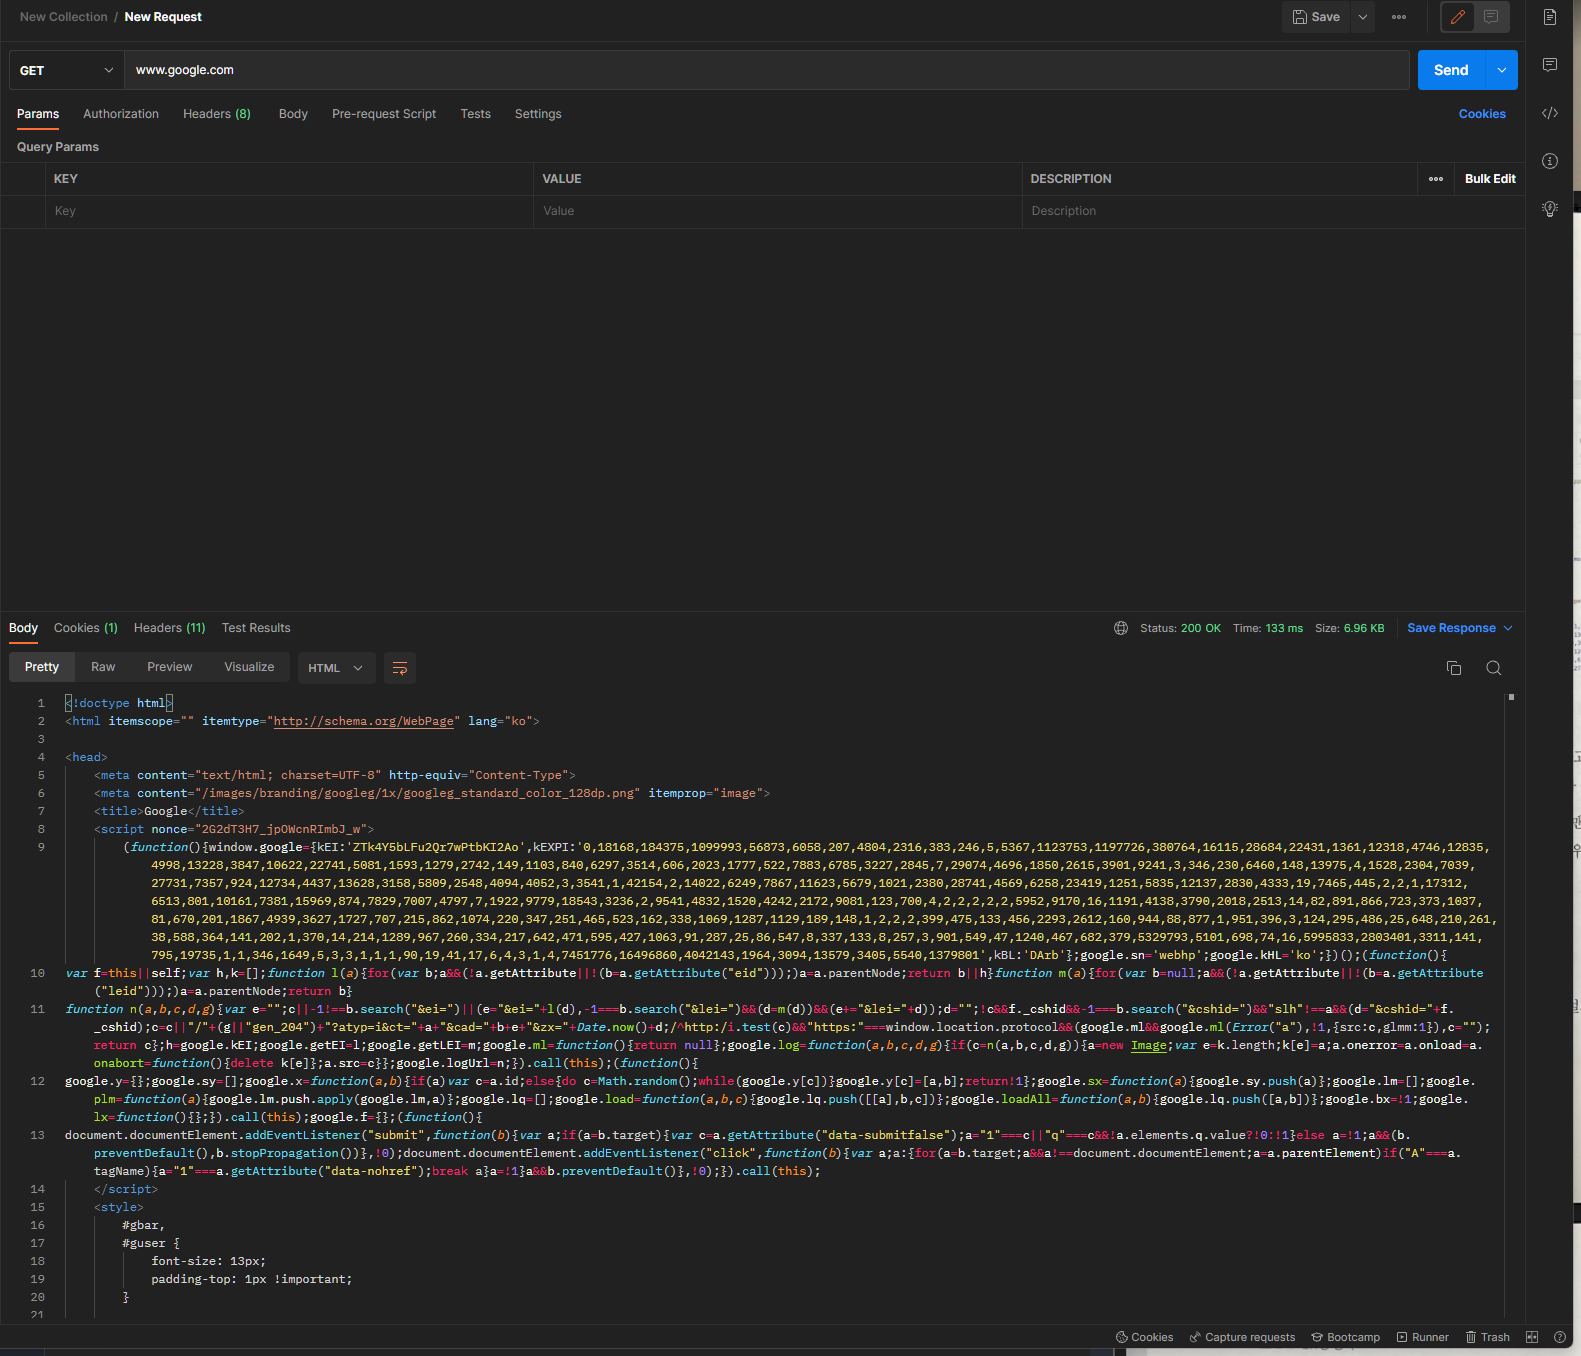 New Collection / New Request
Save
GET
www.google.com
Send
Params Authorization Headers (8) Body Pre-request Script Tests Settings Cookies
Query Params
KEY VALUE DESCRIPTION Bulk Edit
Key Value Description
Body Cookies (1) Headers (11) Test Results Status: 200 OK Time: 133 ms Size: 6.96 KB Save Response
Pretty Raw Preview Visualize HTML
1 <!doctype html>
2 <html itemscope="" itemtype="http://schema.org/WebPage" lang="ko">
3
4 <head>
5 <meta content="text/html; charset=UTF-8" http-equiv="Content-Type">
6 <meta content="/images/branding/googleg/1x/googleg_standard_color_128dp.png" itemprop="image">
7 <title>Google</title>
8 <script nonce="2G2dT3H7_jpOWcnRImbJ_w">
9 (function(){window.google={kEI:'ZTk4Y5bLFu2Qr7wPtbKI2Ao',kEXPI:'0,18168,184375,1099993,56873,6058,207,4804,2316,383,246,5,5367,1123753,1197726,380764,16115,28684,22431,1361,12318,4746,12835,
4998,13228,3847,10622,22741,5081,1593,1279,2742,149,1103,840,6297,3514,606,2023,1777,522,7883,6785,3227,2845,7,29074,4696,1850,2615,3901,9241,3,346,230,6460,148,13975,4,1528,2304,7039,
27731,7357,924,12734,4437,13628,3158,5809,2548,4094,4052,3,3541,1,42154,2,14022,6249,7867,11623,5679,1021,2380,28741,4569,6258,23419,1251,5835,12137,2830,4333,19,7465,445,2,2,1,17312,
6513,801,10161,7381,15969,874,7829,7007,4797,7,1922,9779,18543,3236,2,9541,4832,1520,4242,2172,9081,123,700,4,2,2,2,2,2,5952,9170,16,1191,4138,3790,2018,2513,14,82,891,866,723,373,1037,
81,670,201,1867,4939,3627,1727,707,215,862,1074,220,347,251,465,523,162,338,1069,1287,1129,189,148,1,2,2,2,399,475,133,456,2293,2612,160,944,88,877,1,951,396,3,124,295,486,25,648,210,261,
38,588,364,141,202,1,370,14,214,1289,967,260,334,217,642,471,595,427,1063,91,287,25,86,547,8,337,133,8,257,3,901,549,47,1240,467,682,379,5329793,5101,698,74,16,5995833,2803401,3311,141,
795,19735,1,1,346,1649,5,3,3,1,1,1,90,19,41,17,6,4,3,1,4,7451776,16496860,4042143,1964,3094,13579,3405,5540,1379801',kBL:'DArb'};google.sn='webhp';google.kHL='ko';})();(function(){
10 var f=this||self;var h,k=[];function l(a){for(var b;a&&(!a.getAttribute||!(b=a.getAttribute("eid")));)a=a.parentNode;return b||h}function m(a){for(var b=null;a&&(!a.getAttribute||!(b=a.getAttribute
("leid")));)a=a.parentNode;return b}
11 function n(a,b,c,d,g){var e="";c||-1!==b.search("&ei=")||(e="&ei="+l(d),-1===b.search("&lei=")&&(d=m(d))&&(e+="&lei="+d));d="";!c&&f._cshid&&-1===b.search("&cshid=")&&"slh"!==a&&(d="&cshid="+f.
_cshid);c=c||"/"+(g||"gen_204")+"?atyp=i&ct="+a+"&cad="+b+e+"&zx="+Date.now()+d;/^http:/i.test(c)&&"https:"===window.location.protocol&&(google.ml&&google.ml(Error("a"),!1,{src:c,glmm:1}),c="");
return c};h=google.kEI;google.getEI=l;google.getLEI=m;google.ml=function(){return null};google.log=function(a,b,c,d,g){if(c=n(a,b,c,d,g)){a=new Image;var e=k.length;k[e]=a;a.onerror=a.onload=a.
onabort=function(){delete k[e]};a.src=c}};google.logUrl=n;}).call(this);(function(){
12 google.y={};google.sy=[];google.x=function(a,b){if(a)var c=a.id;else{do c=Math.random();while(google.y[c])}google.y[c]=[a,b];return!1};google.sx=function(a){google.sy.push(a)};google.lm=[];google.
plm=function(a){google.lm.push.apply(google.lm,a)};google.lq=[];google.load=function(a,b,c){google.lq.push([[a],b,c])};google.loadAll=function(a,b){google.lq.push([a,b])};google.bx=!1;google.
lx=function(){};}).call(this);google.f={};(function(){
13 document.documentElement.addEventListener("submit",function(b){var a;if(a=b.target){var c=a.getAttribute("data-submitfalse");a="1"===c||"q"===c&&!a.elements.q.value?!0:!1}else a=!1;a&&(b.
preventDefault(),b.stopPropagation())},!0);document.documentElement.addEventListener("click",function(b){var a;a:{for(a=b.target;a&&a!==document.documentElement;a=a.parentElement)if("A"===a.
tagName){a="1"===a.getAttribute("data-nohref");break a}a=!1}a&&b.preventDefault()},!0);}).call(this);
14 </script>
15 <style>
16 #gbar,
17 #guser {
18 font-size: 13px;
19 padding-top: 1px !important;
20 }
21
Cookies Capture requests Bootcamp Runner Trash